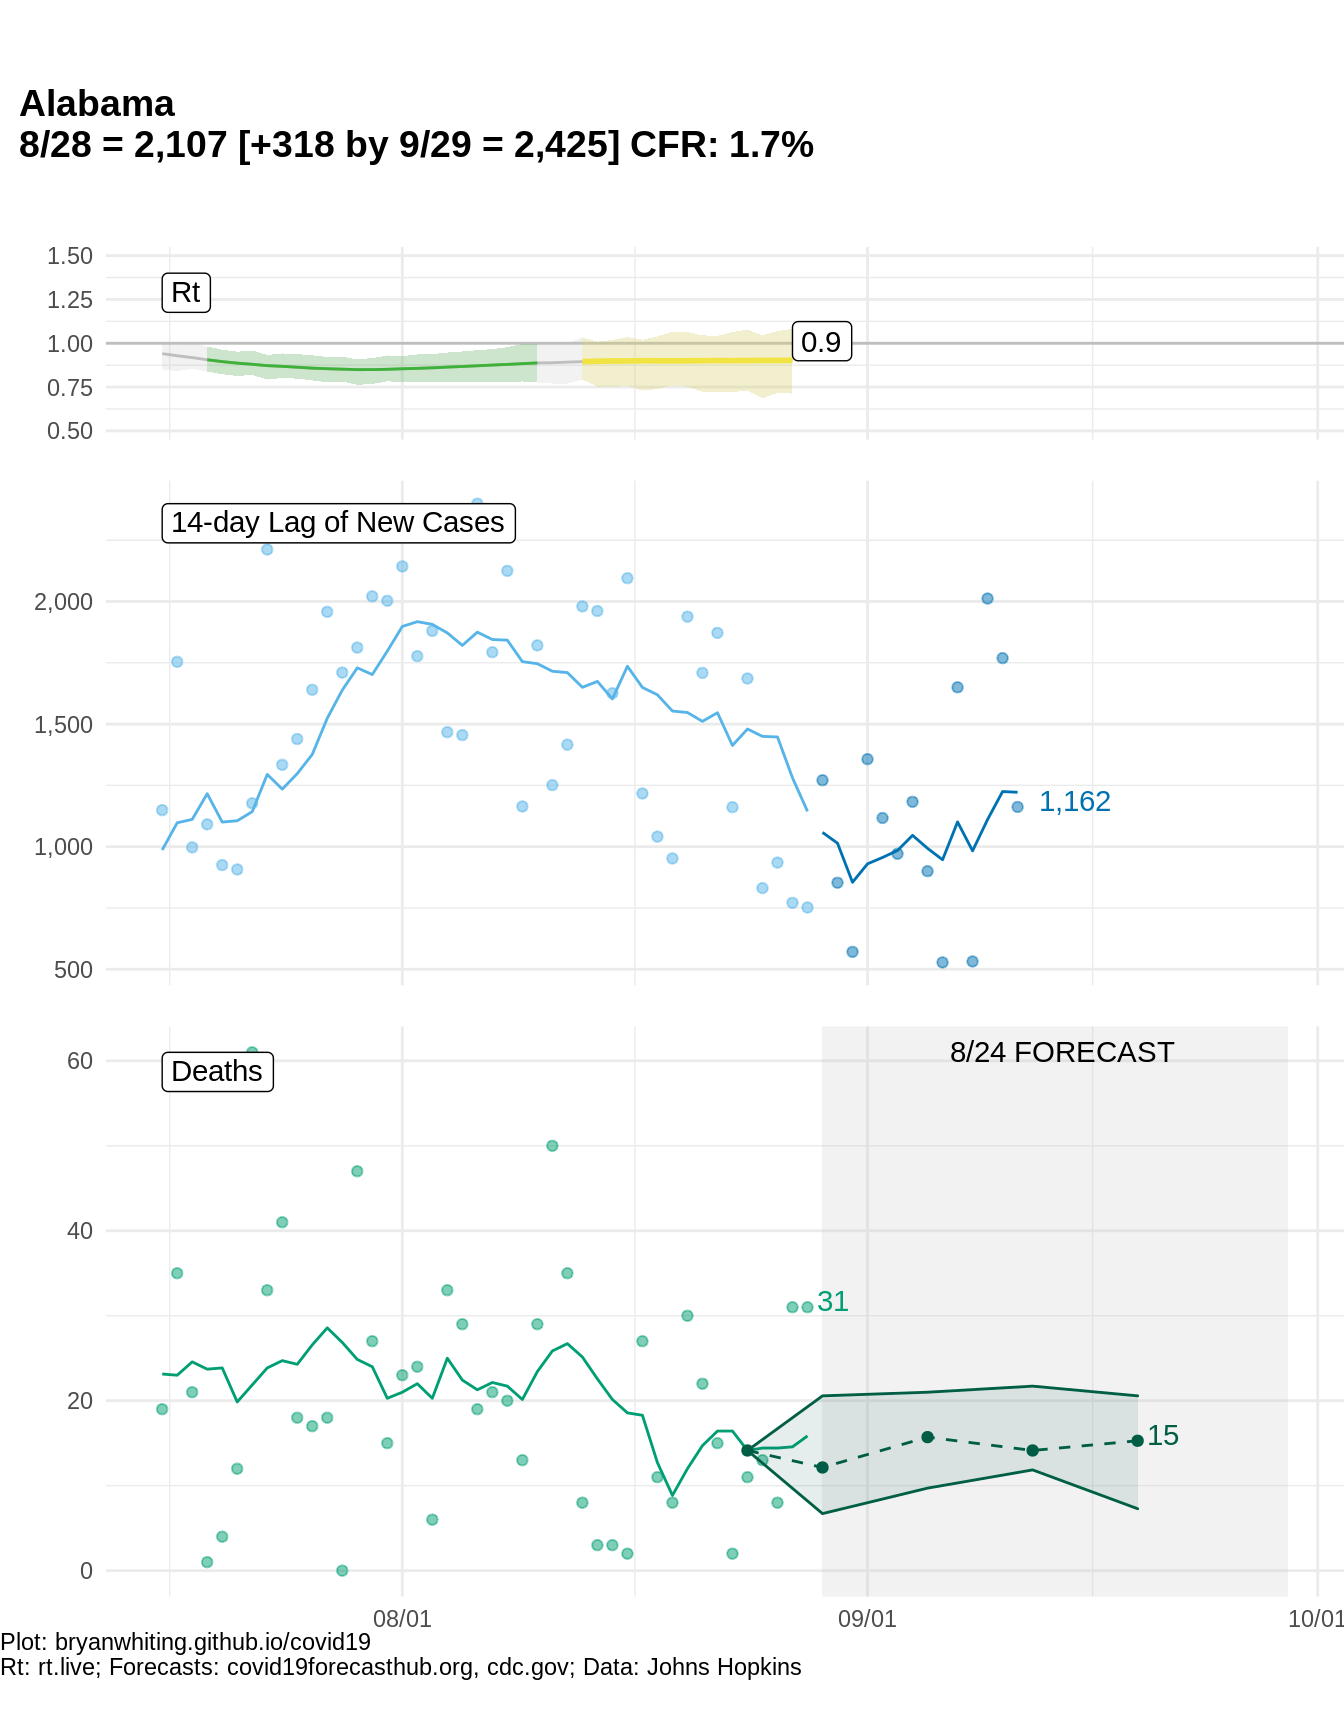 Alabama
8/28 = 2,107 [+318 by 9/29 = 2,425] CFR: 1.7%
1.50
1.25
1.00
0.75
0.50
Rt
0.9
14-day Lag of New Cases
2,000
1,500
1,000
500
1,162
60
40
20
0
Deaths
8/24 FORECAST
31
15
08/01
09/01
10/01
Plot: bryanwhiting.github.io/covid19
Rt: rt.live; Forecasts: covid19forecasthub.org, cdc.gov; Data: Johns Hopkins